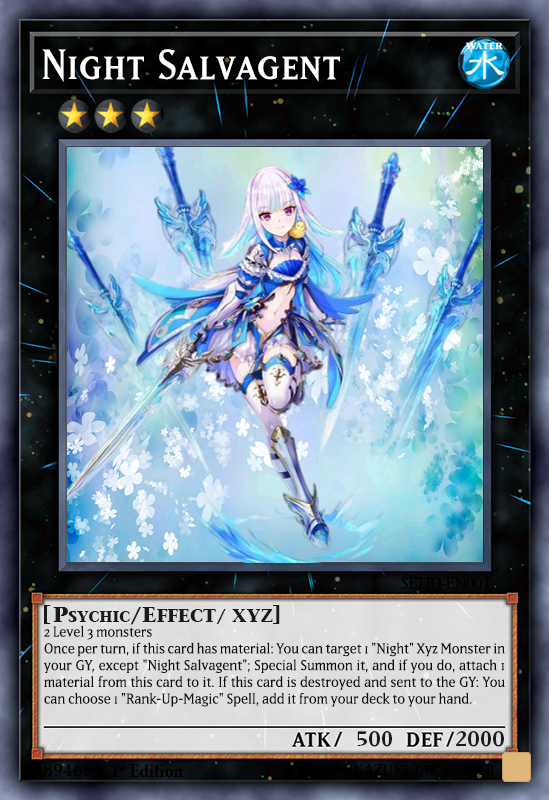 Night Salvagent
WATER
水
[Psychic/Effect/ XYZ]
2 Level 3 monsters
Once per turn, if this card has material: You can target 1 "Night" Xyz Monster in
your GY, except "Night Salvagent"; Special Summon it, and if you do, attach 1
material from this card to it. If this card is destroyed and sent to the GY: You
can choose 1 "Rank-Up-Magic" Spell, add it from your deck to your hand.
ATK/ 500 DEF/2000
1st Edition